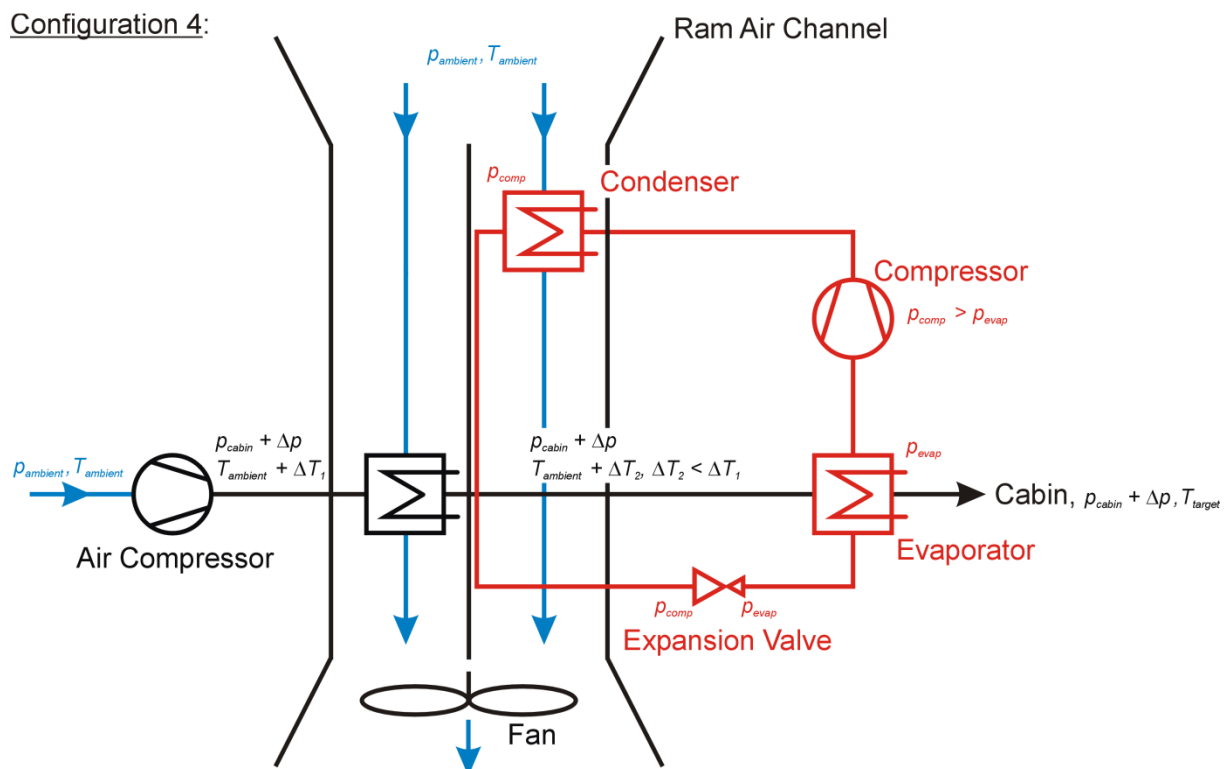 Configuration 4:
Ram Air Channel
p_ambient, T_ambient
p_comp
Condenser
Compressor
p_comp > p_evap
p_cabin + Δp
T_ambient + ΔT_1
p_cabin + Δp
T_ambient + ΔT_2, ΔT_2 < ΔT_1
p_evap
p_ambient, T_ambient
Cabin, p_cabin + Δp, T_target
Air Compressor
Evaporator
p_comp
p_evap
Expansion Valve
Fan